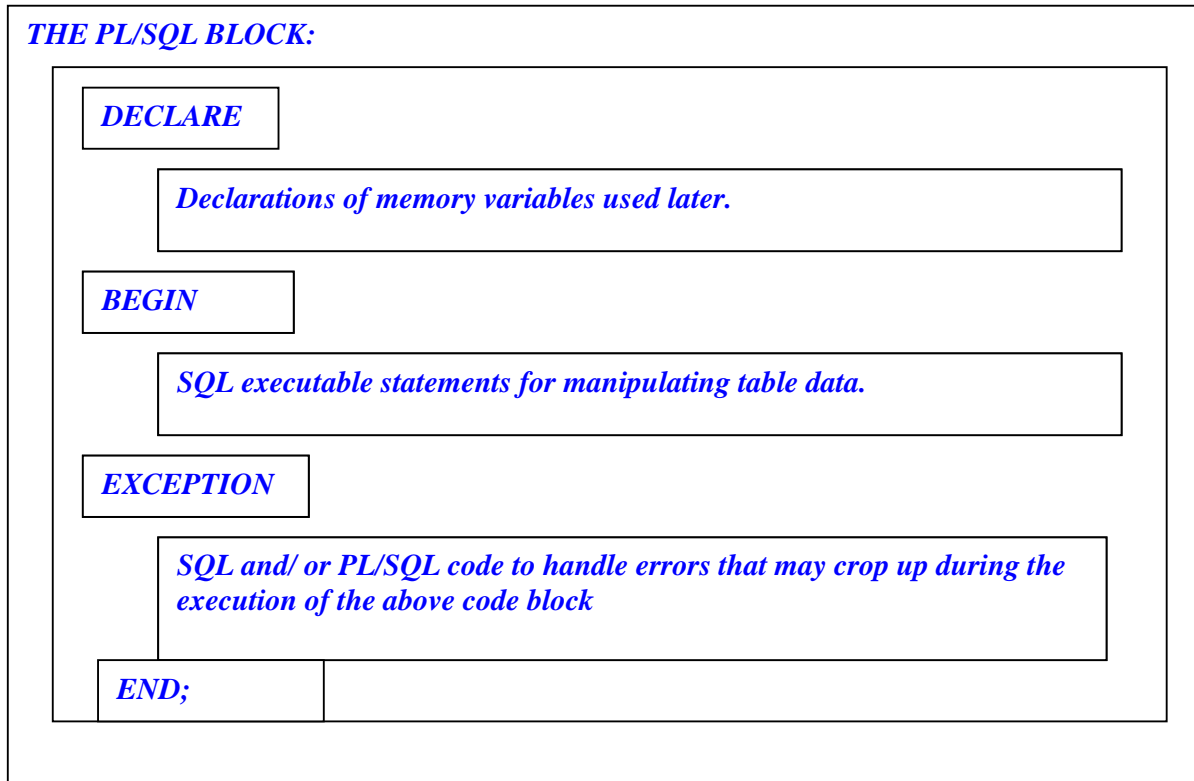 THE PL/SQL BLOCK:
DECLARE
Declarations of memory variables used later.
BEGIN
SQL executable statements for manipulating table data.
EXCEPTION
SQL and/ or PL/SQL code to handle errors that may crop up during the
execution of the above code block
END;